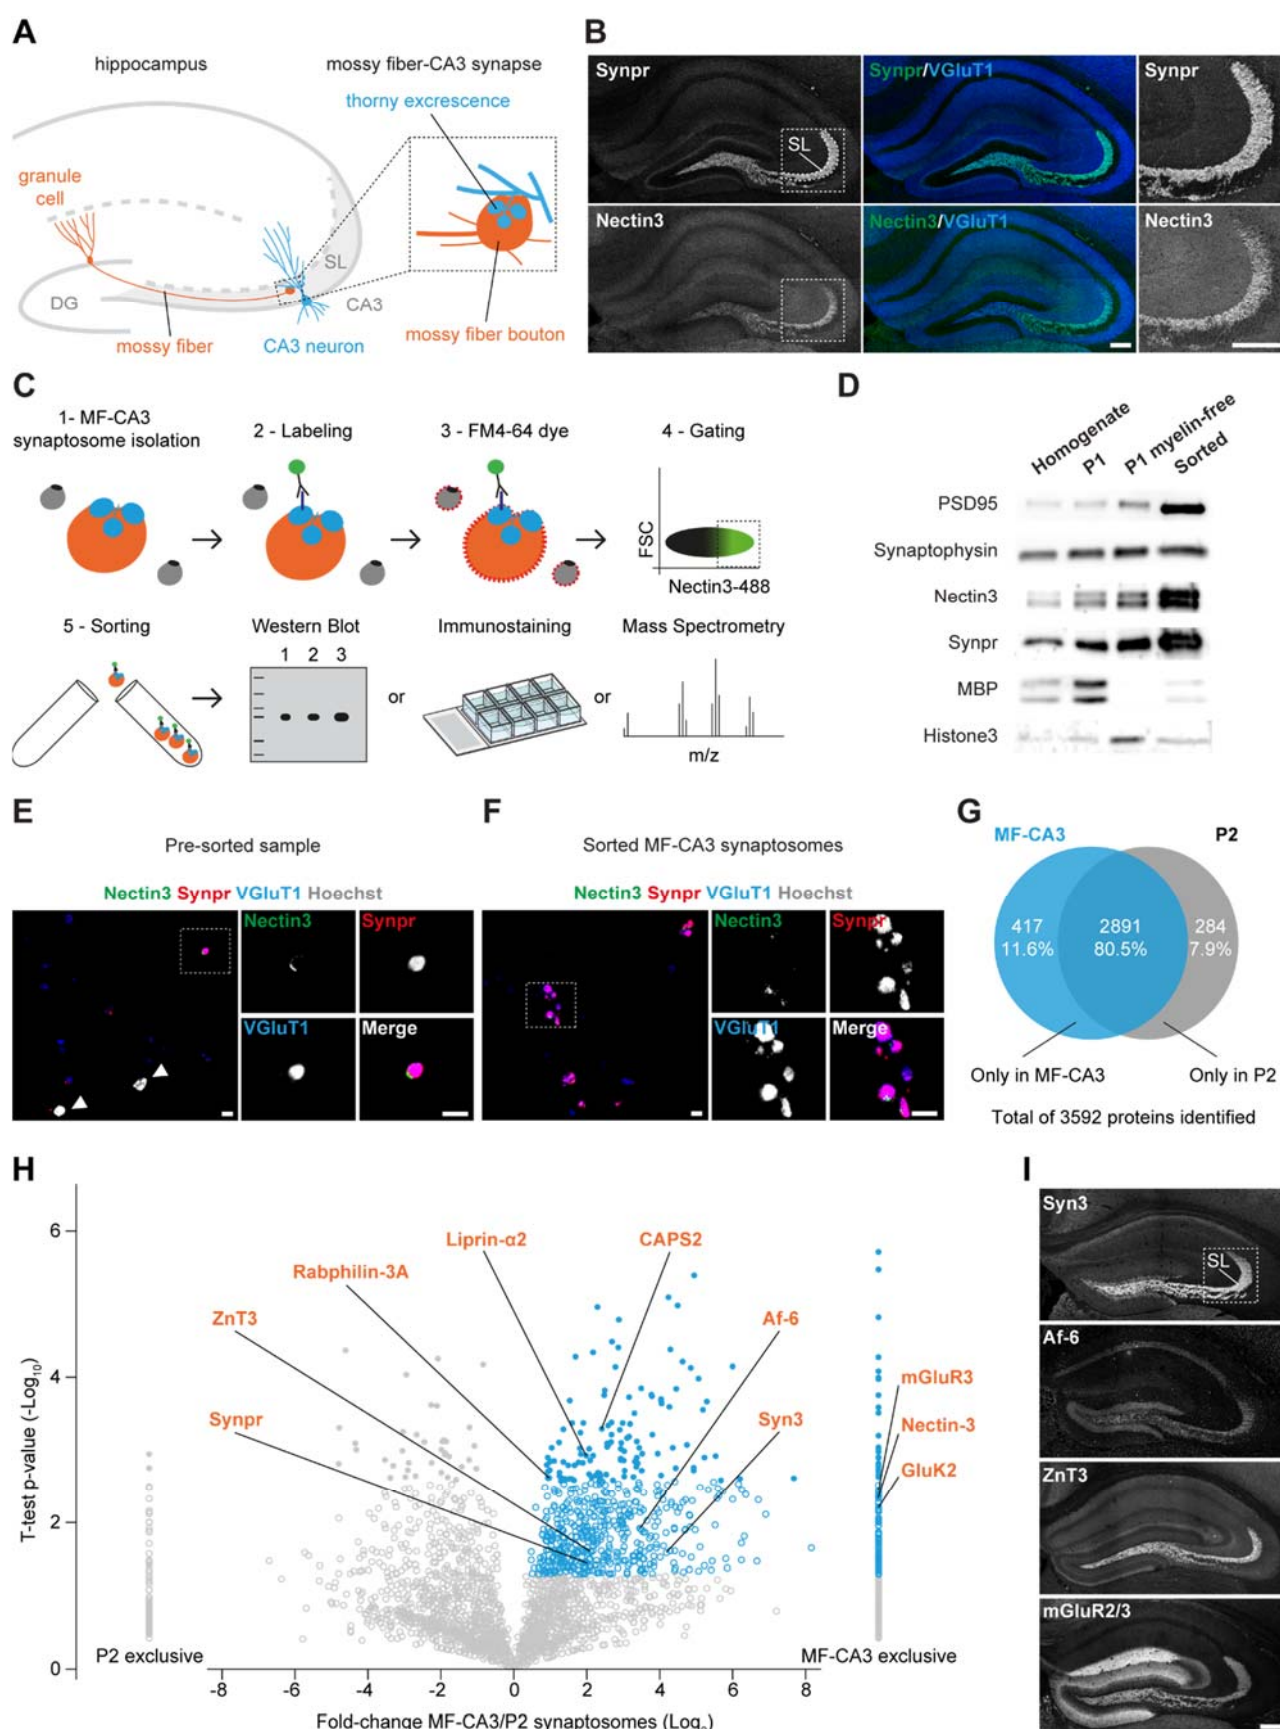 A
hippocampus
mossy fiber-CA3 synapse
thorny excrescence
granule
cell
SL
DG
CA3
mossy fiber
CA3 neuron
mossy fiber bouton
B
Synpr
SL
Synpr/VGluT1
Synpr
Nectin3
Nectin3/VGluT1
Nectin3
C
1- MF-CA3
synaptosome isolation
2 - Labeling
3 - FM4-64 dye
4 - Gating
FSC
Nectin3-488
5 - Sorting
Western Blot
1 2 3
or
Immunostaining
or
Mass Spectrometry
m/z
D
Homogenate
P1
P1 myelin-free
Sorted
PSD95
Synaptophysin
Nectin3
Synpr
MBP
Histone3
E
Pre-sorted sample
Nectin3 Synpr VGluT1 Hoechst
Nectin3
Synpr
VGluT1
Merge
F
Sorted MF-CA3 synaptosomes
Nectin3 Synpr VGluT1 Hoechst
Nectin3
Synpr
VGluT1
Merge
G
MF-CA3
P2
417
11.6%
2891
80.5%
284
7.9%
Only in MF-CA3
Only in P2
Total of 3592 proteins identified
H
T-test p-value (-Log10)
6
4
2
0
Liprin-α2
CAPS2
Rabphilin-3A
ZnT3
Af-6
Synpr
Syn3
mGluR3
Nectin-3
GluK2
P2 exclusive
MF-CA3 exclusive
-8 -6 -4 -2 0 2 4 6 8
Fold-change MF-CA3/P2 synaptosomes (Log2)
I
Syn3
SL
Af-6
ZnT3
mGluR2/3